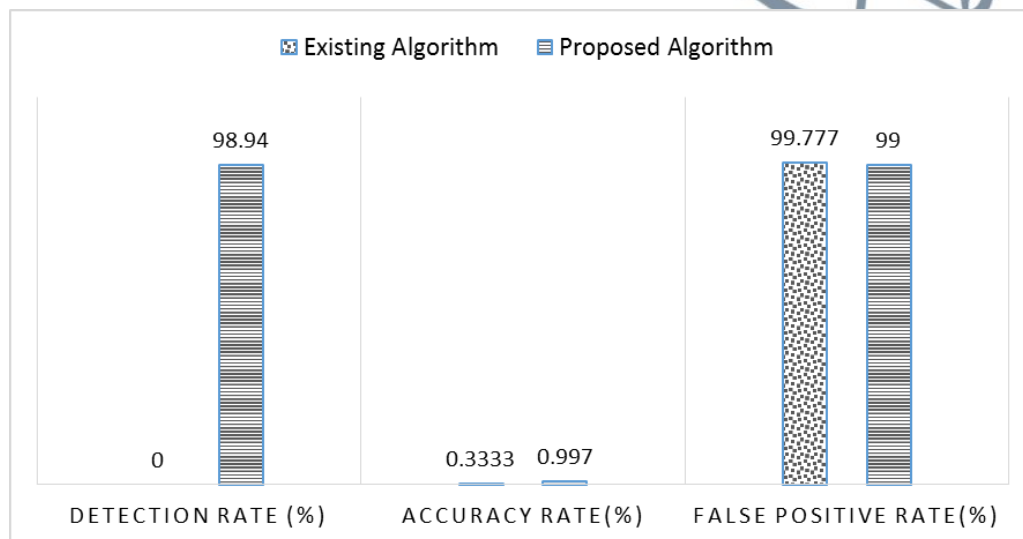 Existing Algorithm Proposed Algorithm
98.94 99.777 99
0 0.3333 0.997
DETECTION RATE (%) ACCURACY RATE(%) FALSE POSITIVE RATE(%)